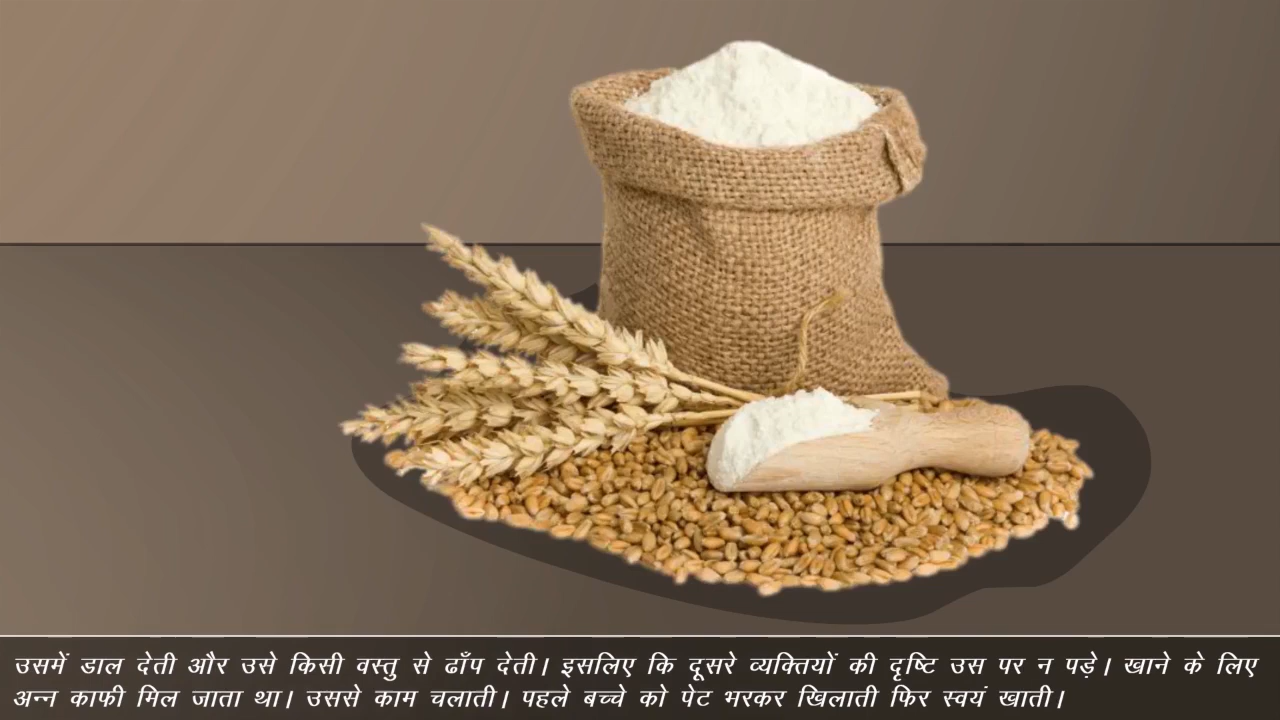 उसमें डाल देती और उसे किसी वस्तु से ढाँप देती। इसलिए कि दूसरे व्यक्तियों की दृष्टि उस पर न पड़े। खाने के लिए
अन्न काफी मिल जाता था। उससे काम चलाती। पहले बच्चे को पेट भरकर खिलाती फिर स्वयं खाती।